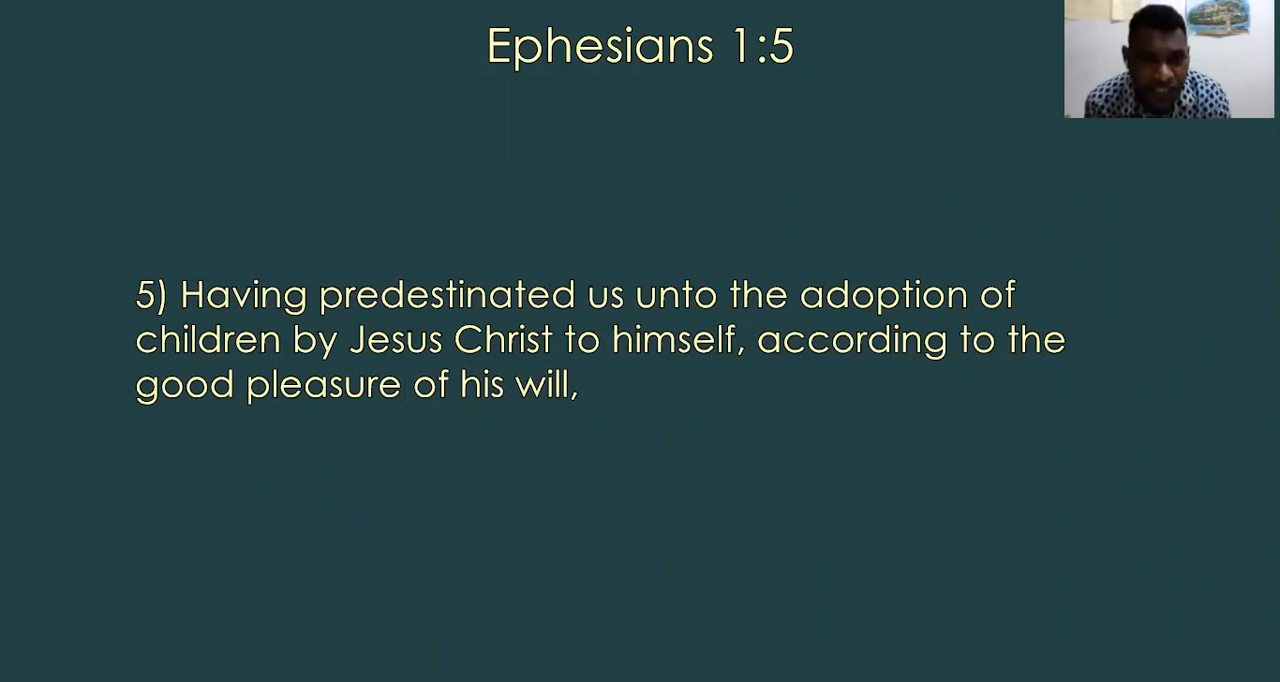 Ephesians 1:5
5) Having predestinated us unto the adoption of
children by Jesus Christ to himself, according to the
good pleasure of his will,